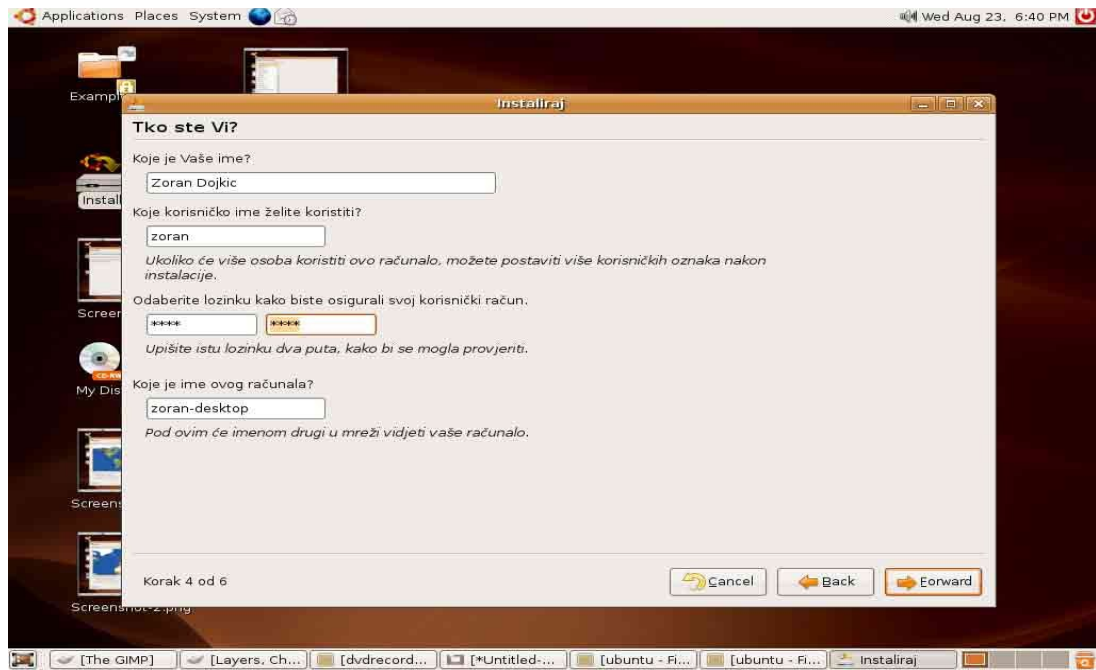 Applications Places System
Wed Aug 23, 6:40 PM
Instaliraj
Tko ste Vi?
Koje je Vaše ime?
Zoran Dojkic
Koje korisničko ime želite koristiti?
zoran
Ukoliko će više osoba koristiti ovo računalo, možete postaviti više korisničkih oznaka nakon
instalacije.
Odaberite lozinku kako biste osigurali svoj korisnički račun.
**** ****
Upišite istu lozinku dva puta, kako bi se mogla provjeriti.
Koje je ime ovog računala?
zoran-desktop
Pod ovim će imenom drugi u mreži vidjeti vaše računalo.
Korak 4 od 6
Cancel
Back
Forward
Exampl
Install
Screer
CD-RW
My Dis
Screens
Screenshot-2.png
[The GIMP]
[Layers, Ch...
[dvdrecord...
[*Untitled-...
[ubuntu - Fi...
[ubuntu - Fi...
Instaliraj